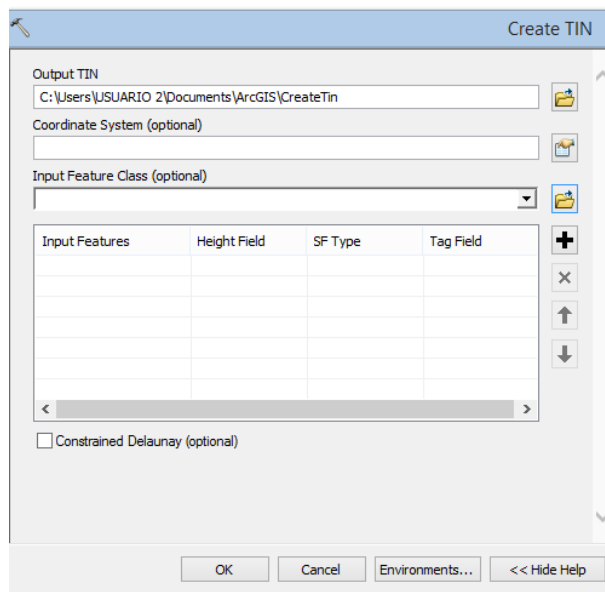 Create TIN
Output TIN
C:\Users\USUARIO 2\Documents\ArcGIS\CreateTin
Coordinate System (optional)
Input Feature Class (optional)
Input Features Height Field SF Type Tag Field
Constrained Delaunay (optional)
OK Cancel Environments... << Hide Help